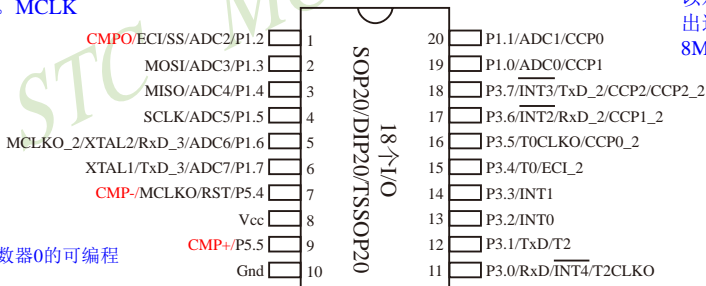 。MCLK
出
8M
STC M
CMPO/ECI/SS/ADC2/P1.2 1
MOSI/ADC3/P1.3 2
MISO/ADC4/P1.4 3
SCLK/ADC5/P1.5 4
MCLKO_2/XTAL2/RxD_3/ADC6/P1.6 5
XTAL1/TxD_3/ADC7/P1.7 6
CMP-/MCLKO/RST/P5.4 7
Vcc 8
CMP+/P5.5 9
Gnd 10
SOP20/DIP20/TSSOP20
18个I/O
20 P1.1/ADC1/CCP0
19 P1.0/ADC0/CCP1
18 P3.7/INT3/TxD_2/CCP2/CCP2_2
17 P3.6/INT2/RxD_2/CCP1_2
16 P3.5/T0CLKO/CCP0_2
15 P3.4/T0/ECI_2
14 P3.3/INT1
13 P3.2/INT0
12 P3.1/TxD/T2
11 P3.0/RxD/INT4/T2CLKO
数器0的可编程